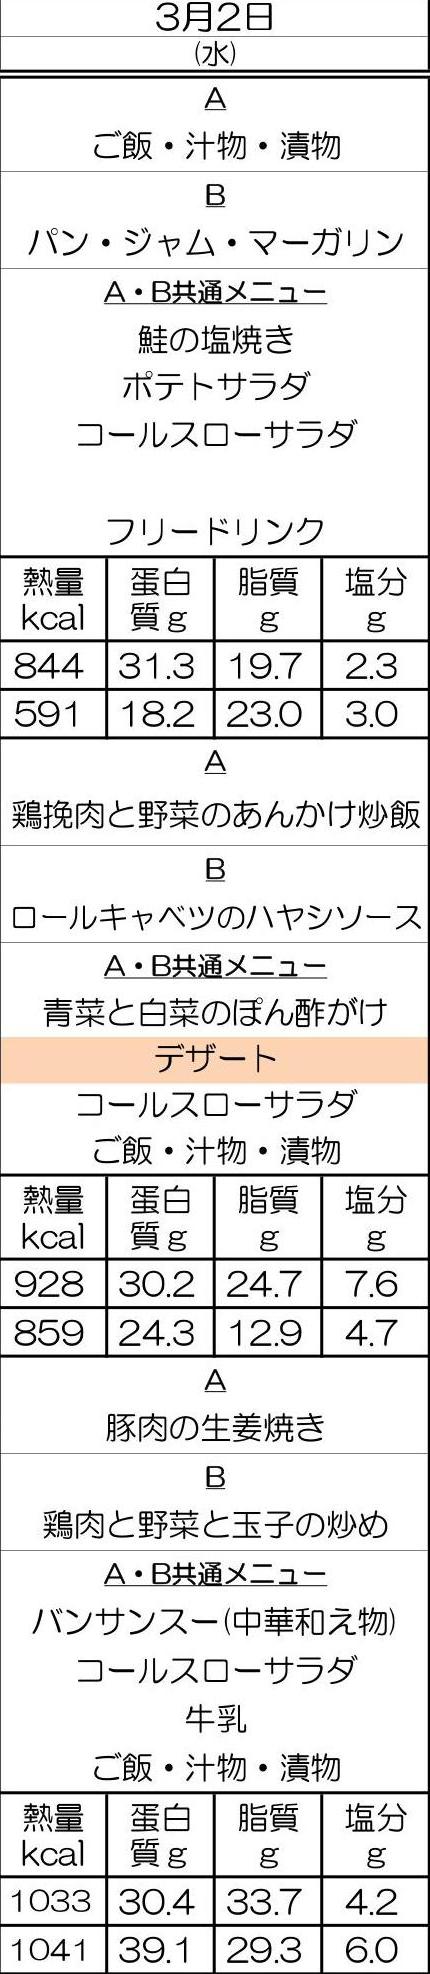 3月2日
(水)
A
ご飯・汁物・漬物
B
パン・ジャム・マーガリン
A・B共通メニュー
鮭の塩焼き
ポテトサラダ
コールスローサラダ
フリードリンク
熱量 蛋白 脂質 塩分
kcal 質g g g
844 31.3 19.7 2.3
591 18.2 23.0 3.0
A
鶏挽肉と野菜のあんかけ炒飯
B
ロールキャベツのハヤシソース
A・B共通メニュー
青菜と白菜のぽん酢がけ
デザート
コールスローサラダ
ご飯・汁物・漬物
熱量 蛋白 脂質 塩分
kcal 質g g g
928 30.2 24.7 7.6
859 24.3 12.9 4.7
A
豚肉の生姜焼き
B
鶏肉と野菜と玉子の炒め
A・B共通メニュー
バンサンスー(中華和え物)
コールスローサラダ
牛乳
ご飯・汁物・漬物
熱量 蛋白 脂質 塩分
kcal 質g g g
1033 30.4 33.7 4.2
1041 39.1 29.3 6.0